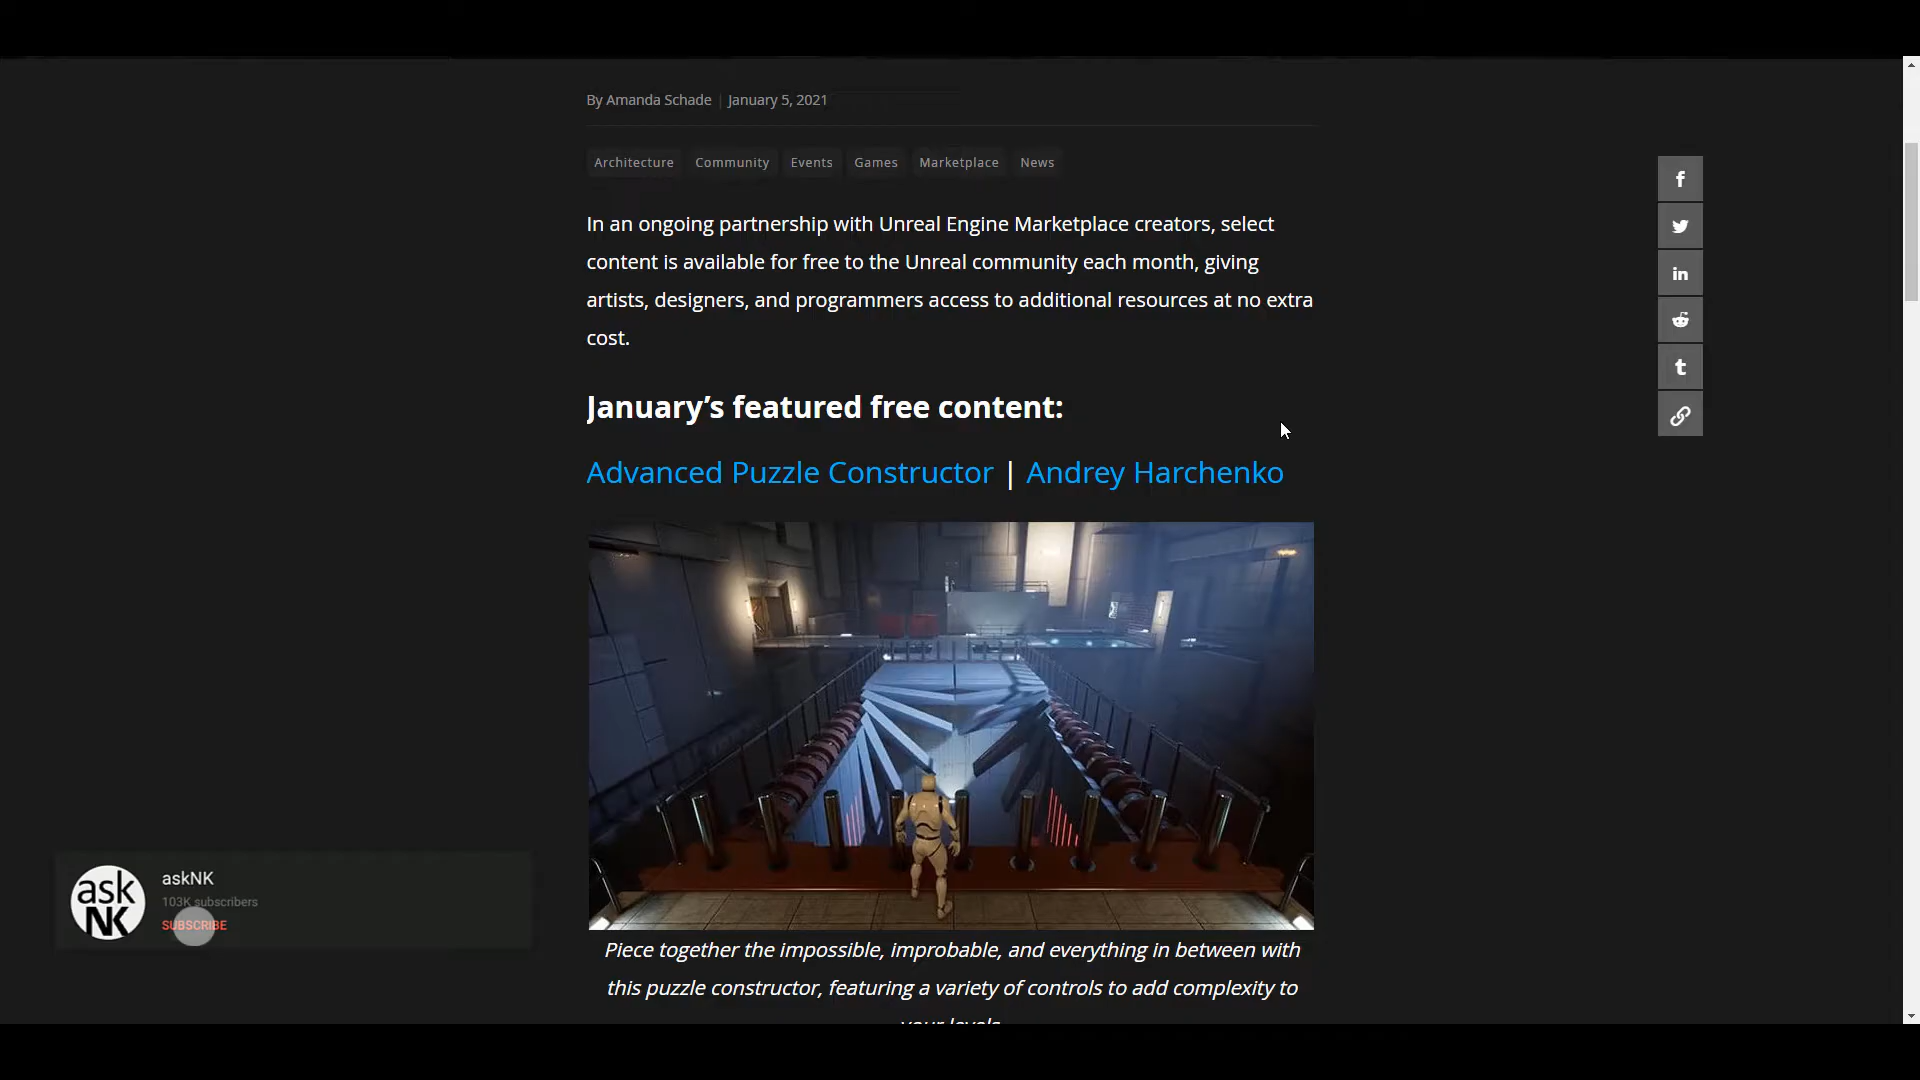 By Amanda Schade | January 5, 2021
Architecture Community Events Games Marketplace News
In an ongoing partnership with Unreal Engine Marketplace creators, select
content is available for free to the Unreal community each month, giving
artists, designers, and programmers access to additional resources at no extra
cost.
January’s featured free content:
Advanced Puzzle Constructor | Andrey Harchenko
Piece together the impossible, improbable, and everything in between with
this puzzle constructor, featuring a variety of controls to add complexity to
your levels.
ask
NK
askNK
103K subscribers
SUBSCRIBE